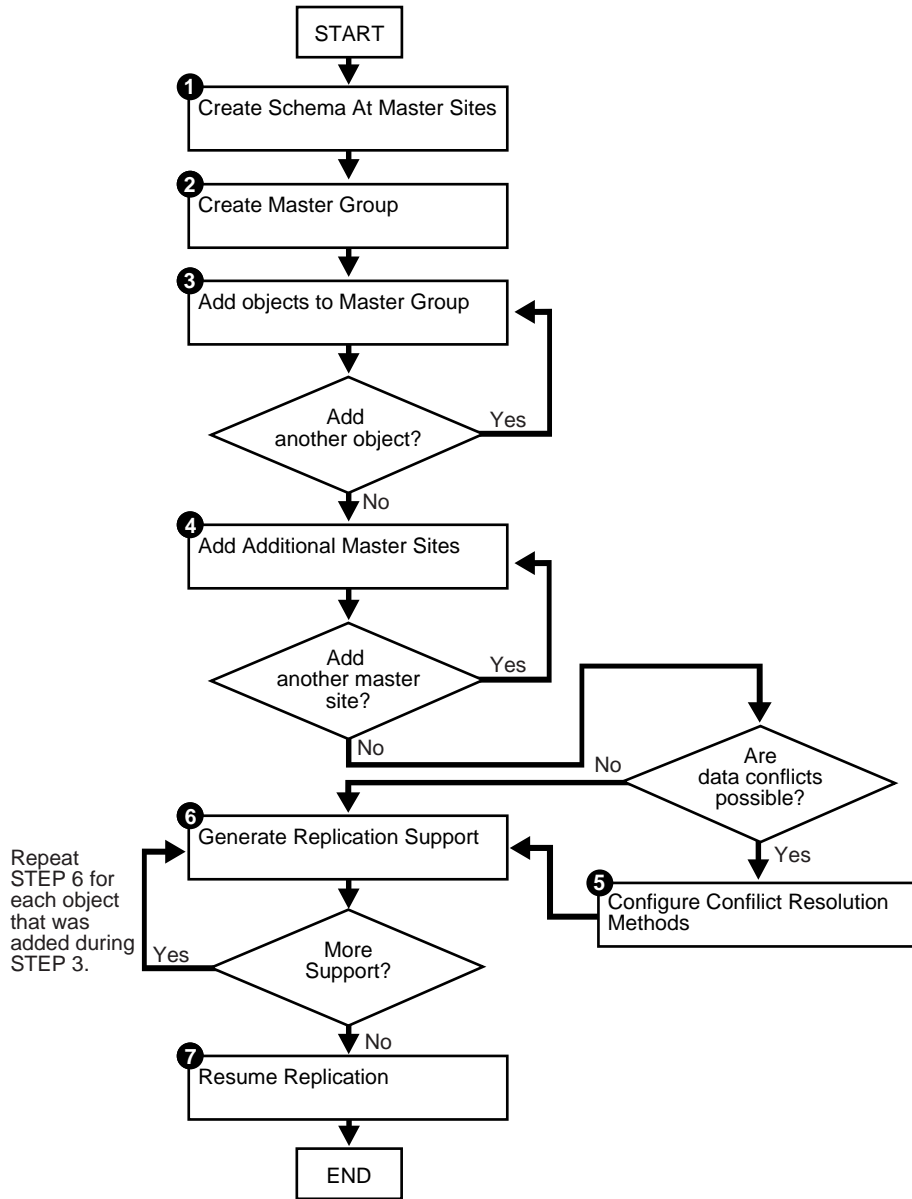 START
1
Create Schema At Master Sites
2
Create Master Group
3
Add objects to Master Group
Add
another object?
Yes
No
4
Add Additional Master Sites
Add
another master
site?
Yes
No
Are
data conflicts
possible?
No
Yes
5
Configure Confilict Resolution
Methods
6
Generate Replication Support
Repeat
STEP 6 for
each object
that was
added during
STEP 3.
More
Support?
Yes
No
7
Resume Replication
END